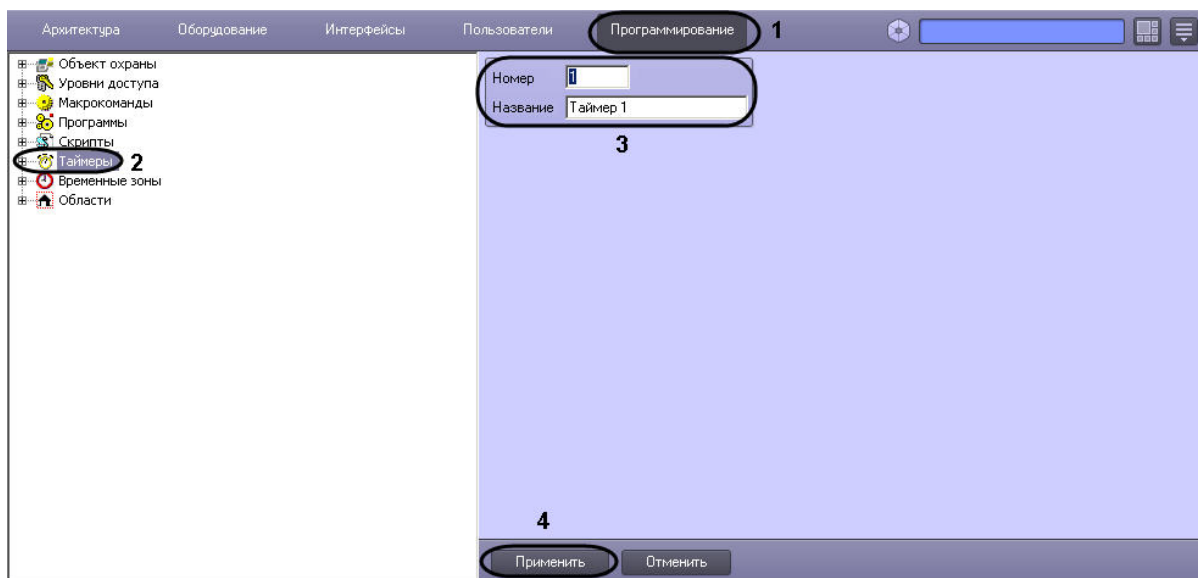 Архитектура Оборудование Интерфейсы Пользователи Программирование 1
Объект охраны
Уровни доступа
Макрокоманды
Программы
Скрипты
Таймеры 2
Временные зоны
Области
Номер 1
Название Таймер 1
3
4
Применить Отменить